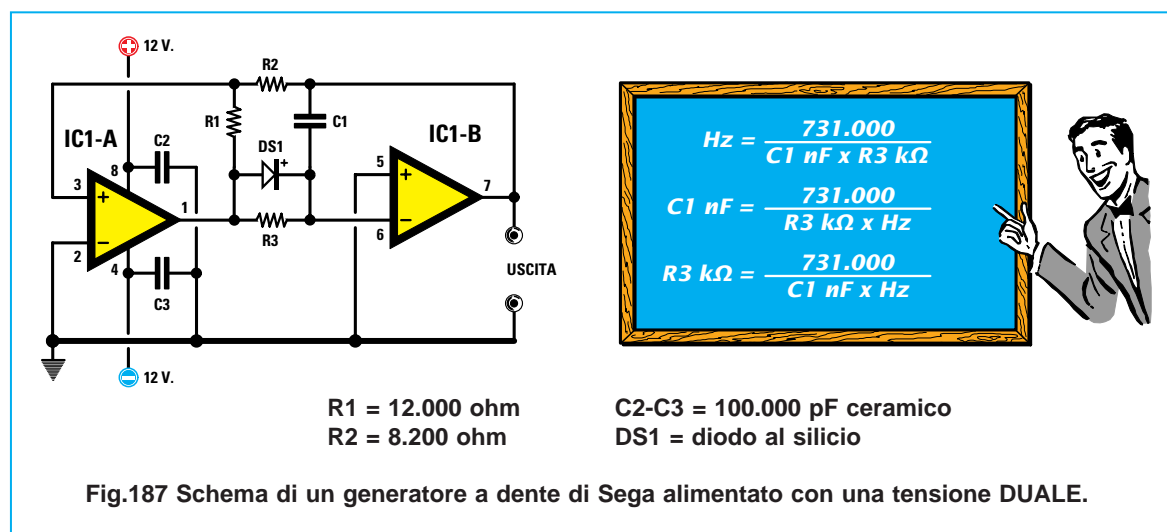 12 V.
R2
R1
C1
IC1-A
C2
DS1
+
IC1-B
8
3
+
1
5
+
7
−
2
R3
−
6
4
C3
USCITA
12 V.
Hz = 731.000 / C1 nF x R3 kΩ
C1 nF = 731.000 / R3 kΩ x Hz
R3 kΩ = 731.000 / C1 nF x Hz
R1 = 12.000 ohm
R2 = 8.200 ohm
C2-C3 = 100.000 pF ceramico
DS1 = diodo al silicio
Fig.187 Schema di un generatore a dente di Sega alimentato con una tensione DUALE.